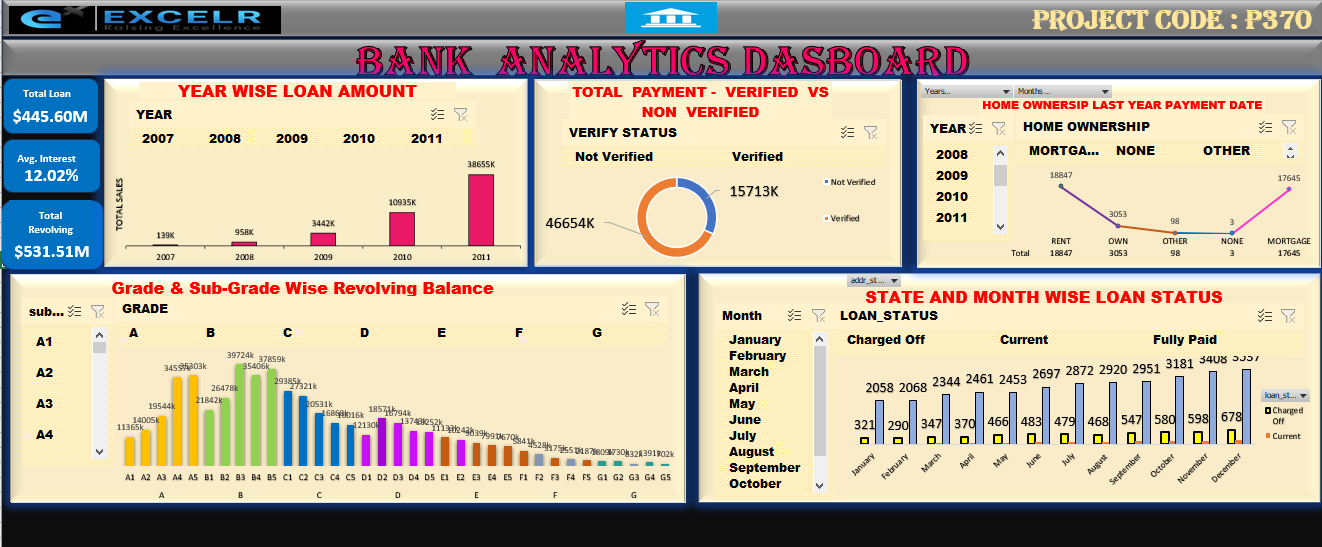 ex EXCELR
Raising Excellence
PROJECT CODE : P370
BANK ANALYTICS DASBOARD
Total Loan
$445.60M
Avg. Interest
12.02%
Total
Revolving
$531.51M
YEAR WISE LOAN AMOUNT
YEAR
2007 2008 2009 2010 2011
TOTAL SALES
139K 958K 3442K 10935K 38655K
2007 2008 2009 2010 2011
TOTAL PAYMENT - VERIFIED VS
NON VERIFIED
VERIFY STATUS
Not Verified Verified
15713K
46654K
Not Verified
Verified
Years... Months...
HOME OWNERSIP LAST YEAR PAYMENT DATE
YEAR
2008
2009
2010
2011
HOME OWNERSHIP
MORTGA... NONE OTHER
18847 3053 98 3 17645
RENT OWN OTHER NONE MORTGAGE
Total 18847 3053 98 3 17645
Grade & Sub-Grade Wise Revolving Balance
sub...
A1
A2
A3
A4
GRADE
A B C D E F G
11365k 14005k 19544k 21842k 26478k 39724k 35406k 37859k 29385k 27321k 20531k 12130k 18571k 16794k
A1 A2 A3 A4 A5 B1 B2 B3 B4 B5 C1 C2 C3 C4 C5 D1 D2 D3 D4 D5 E1 E2 E3 E4 E5 F1 F2 F3 F4 F5 G1 G2 G3 G4 G5
A B C D E F G
addr_st...
STATE AND MONTH WISE LOAN STATUS
Month
January
February
March
April
May
June
July
August
September
October
LOAN_STATUS
Charged Off Current Fully Paid
2058 2068 2344 2461 2453 2697 2872 2920 2951 3181 3408 3537
321 290 347 370 466 483 479 468 547 580 598 678
January February March April May June July August September October November December
loan_st...
Charged
Off
Current